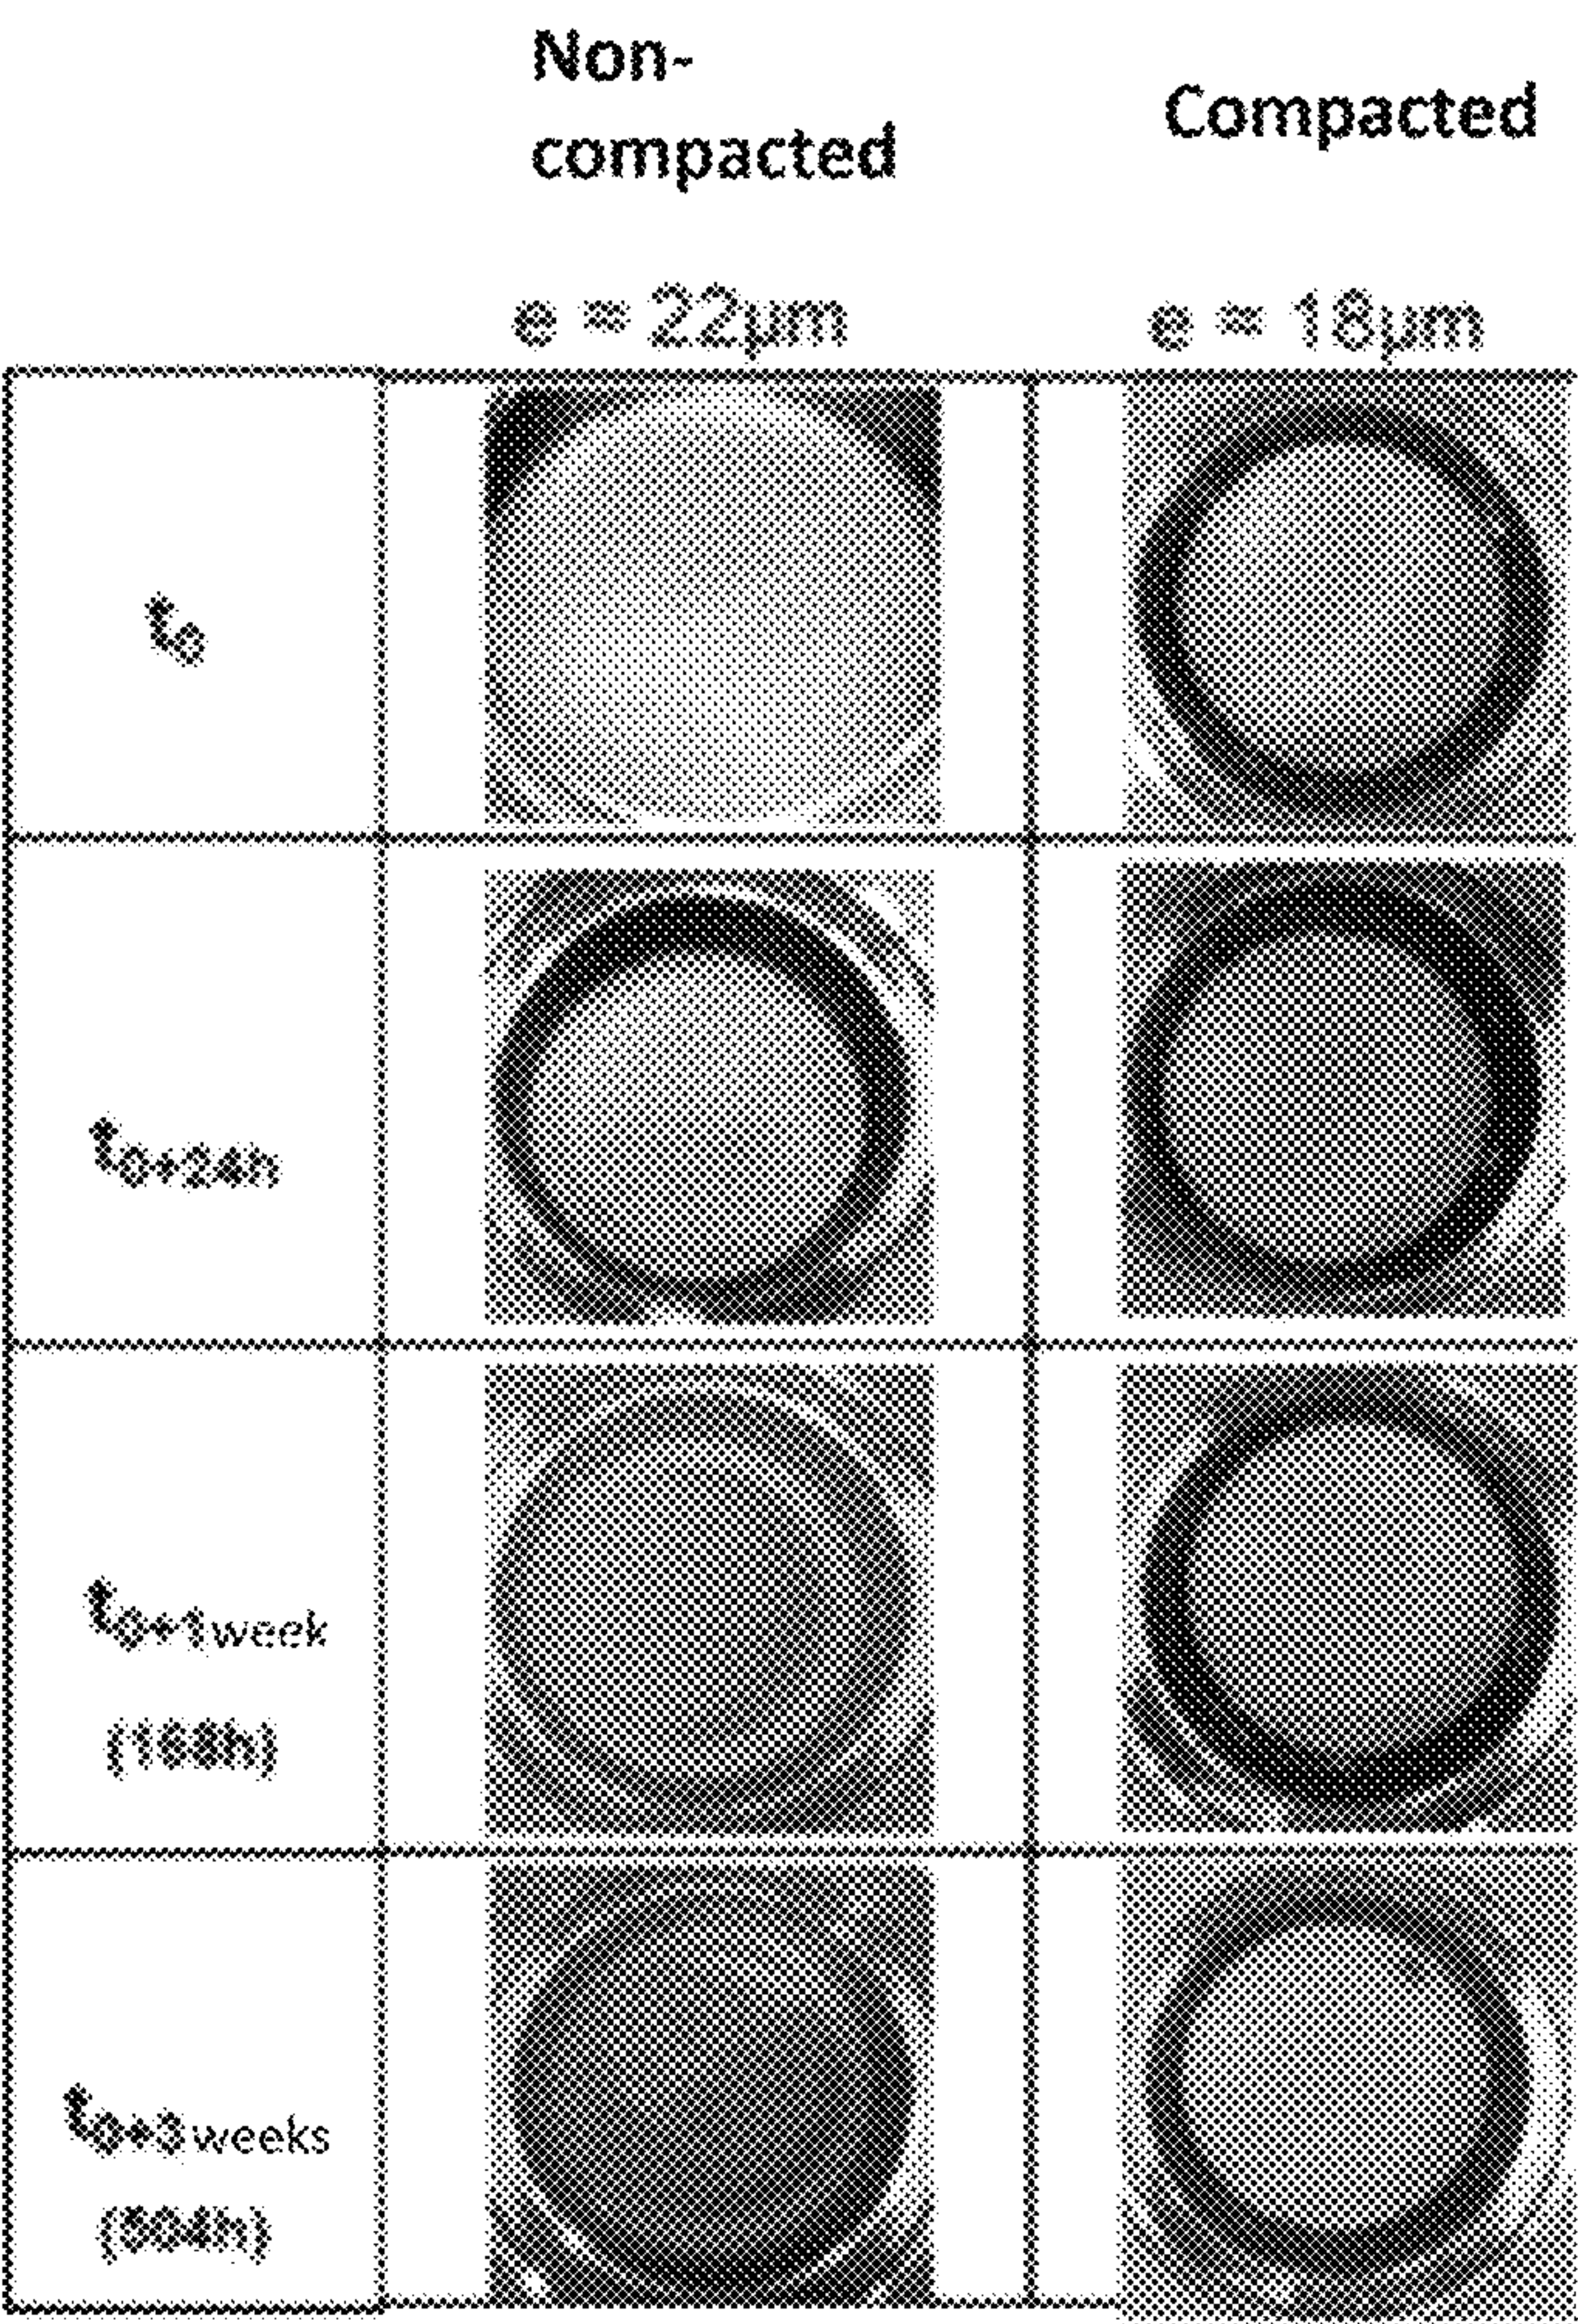 Non-
compacted
Compacted
e ≈ 22µm
e ≈ 18µm
t0
t0+24h
t0+1week
(168h)
t0+3weeks
(504h)